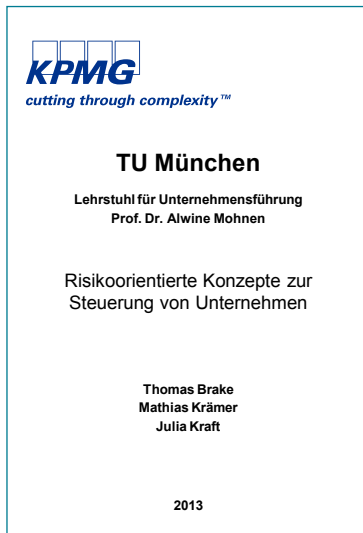 KPMG
cutting through complexity™
TU München
Lehrstuhl für Unternehmensführung
Prof. Dr. Alwine Mohnen
Risikoorientierte Konzepte zur
Steuerung von Unternehmen
Thomas Brake
Mathias Krämer
Julia Kraft
2013